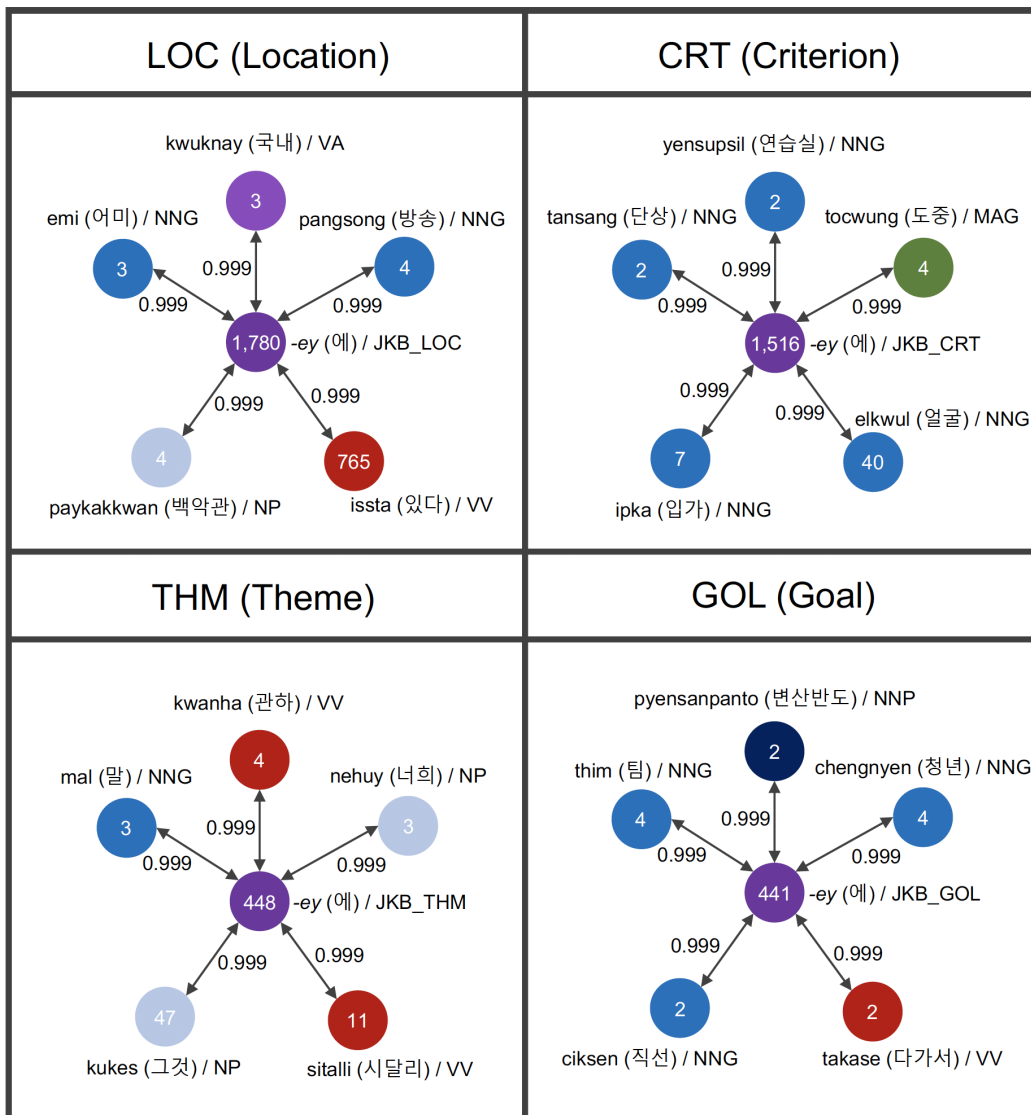 LOC (Location)
CRT (Criterion)
kwuknay (국내) / VA
3
emi (어미) / NNG
pangsong (방송) / NNG
3
4
0.999
0.999
0.999
1,780
-ey (에) / JKB_LOC
0.999
0.999
4
765
paykakkwan (백악관) / NP
issta (있다) / VV
yensupsil (연습실) / NNG
2
tansang (단상) / NNG
tocwung (도중) / MAG
2
4
0.999
0.999
0.999
1,516
-ey (에) / JKB_CRT
0.999
0.999
elkwul (얼굴) / NNG
7
40
ipka (입가) / NNG
THM (Theme)
GOL (Goal)
kwanha (관하) / VV
4
mal (말) / NNG
nehuy (너희) / NP
3
3
0.999
0.999
0.999
448
-ey (에) / JKB_THM
0.999
0.999
47
11
kukes (그것) / NP
sitalli (시달리) / VV
pyensanpanto (변산반도) / NNP
2
thim (팀) / NNG
chengnyen (청년) / NNG
4
4
0.999
0.999
0.999
441
-ey (에) / JKB_GOL
0.999
0.999
2
2
ciksen (직선) / NNG
takase (다가서) / VV